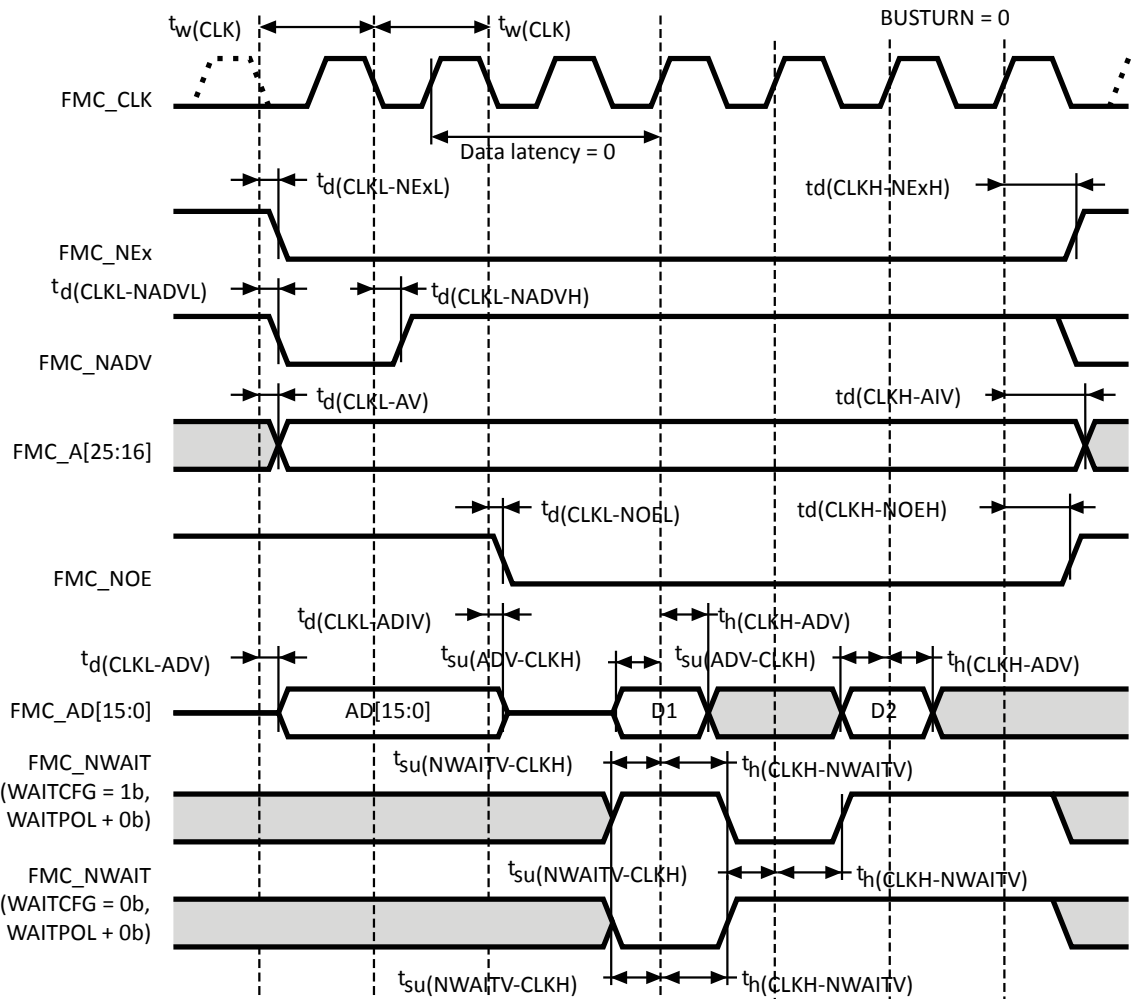 BUSTURN = 0
tw(CLK) tw(CLK)
FMC_CLK
Data latency = 0
td(CLKL-NExL) td(CLKH-NExH)
FMC_NEx
td(CLKL-NADVL) td(CLKL-NADVH)
FMC_NADV
td(CLKL-AV) td(CLKH-AIV)
FMC_A[25:16]
td(CLKL-NOEL) td(CLKH-NOEH)
FMC_NOE
td(CLKL-ADIV) th(CLKH-ADV)
td(CLKL-ADV) tsu(ADV-CLKH) tsu(ADV-CLKH) th(CLKH-ADV)
FMC_AD[15:0] AD[15:0] D1 D2
FMC_NWAIT
(WAITCFG = 1b,
WAITPOL + 0b)
tsu(NWAITV-CLKH) th(CLKH-NWAITV)
FMC_NWAIT
(WAITCFG = 0b,
WAITPOL + 0b)
tsu(NWAITV-CLKH) th(CLKH-NWAITV)
tsu(NWAITV-CLKH) th(CLKH-NWAITV)